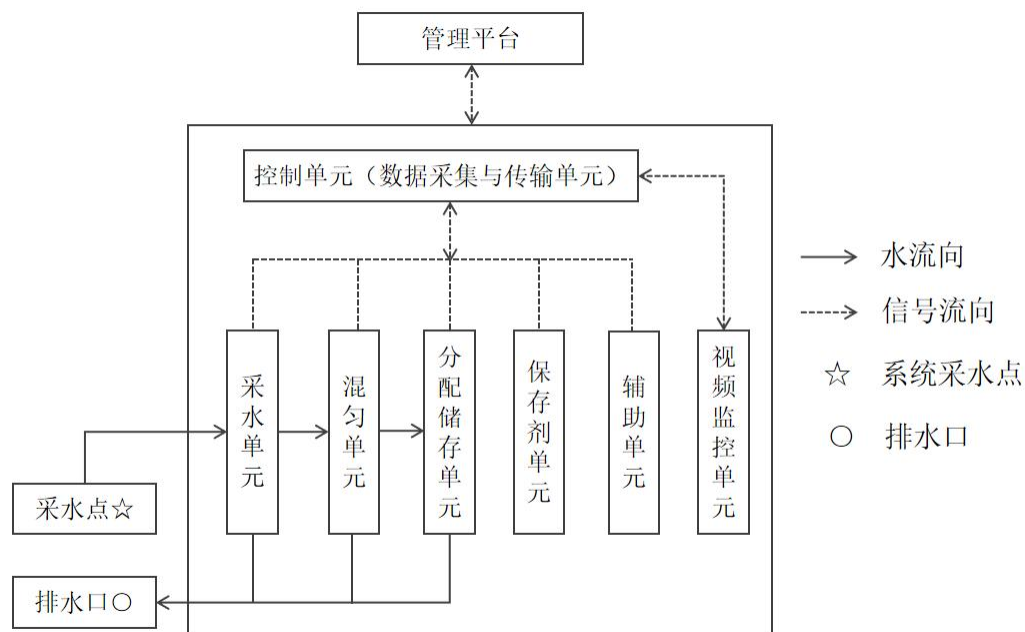 管理平台
控制单元（数据采集与传输单元）
采水单元
混匀单元
分配储存单元
保存剂单元
辅助单元
视频监控单元
采水点☆
排水口○
水流向
信号流向
☆ 系统采水点
○ 排水口